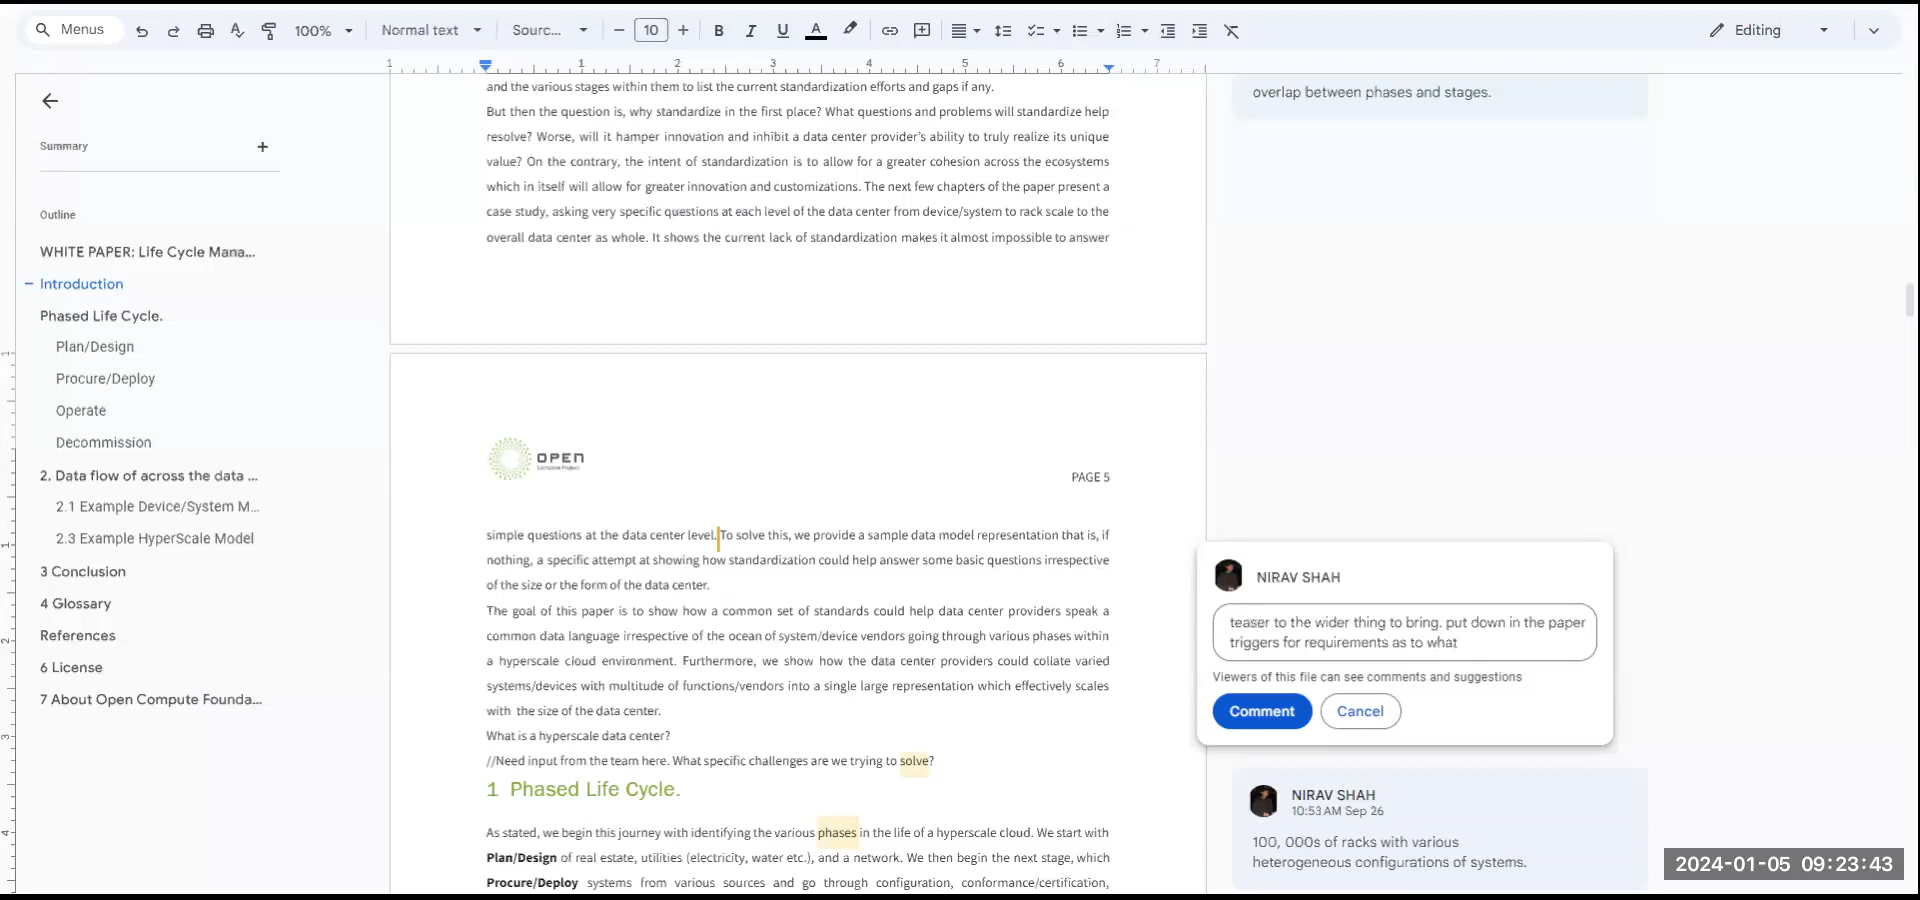 Menus 100% Normal text Sourc... − 10 + B I U A Editing
1 1 2 3 4 5 6 7
Summary +
Outline
WHITE PAPER: Life Cycle Mana...
Introduction
Phased Life Cycle.
Plan/Design
Procure/Deploy
Operate
Decommission
2. Data flow of across the data ...
2.1 Example Device/System M...
2.3 Example HyperScale Model
3 Conclusion
4 Glossary
References
6 License
7 About Open Compute Founda...
1
1
2
3
4
and the various stages within them to list the current standardization efforts and gaps if any.
But then the question is, why standardize in the first place? What questions and problems will standardize help
resolve? Worse, will it hamper innovation and inhibit a data center provider's ability to truly realize its unique
value? On the contrary, the intent of standardization is to allow for a greater cohesion across the ecosystems
which in itself will allow for greater innovation and customizations. The next few chapters of the paper present a
case study, asking very specific questions at each level of the data center from device/system to rack scale to the
overall data center as whole. It shows the current lack of standardization makes it almost impossible to answer
OPEN
Compute Project
PAGE 5
simple questions at the data center level. To solve this, we provide a sample data model representation that is, if
nothing, a specific attempt at showing how standardization could help answer some basic questions irrespective
of the size or the form of the data center.
The goal of this paper is to show how a common set of standards could help data center providers speak a
common data language irrespective of the ocean of system/device vendors going through various phases within
a hyperscale cloud environment. Furthermore, we show how the data center providers could collate varied
systems/devices with multitude of functions/vendors into a single large representation which effectively scales
with the size of the data center.
What is a hyperscale data center?
//Need input from the team here. What specific challenges are we trying to solve?
1 Phased Life Cycle.
As stated, we begin this journey with identifying the various phases in the life of a hyperscale cloud. We start with
Plan/Design of real estate, utilities (electricity, water etc.), and a network. We then begin the next stage, which
Procure/Deploy systems from various sources and go through configuration, conformance/certification,
overlap between phases and stages.
NIRAV SHAH
teaser to the wider thing to bring. put down in the paper
triggers for requirements as to what
Viewers of this file can see comments and suggestions
Comment Cancel
NIRAV SHAH
10:53 AM Sep 26
100, 000s of racks with various
heterogeneous configurations of systems.
2024-01-05 09:23:43